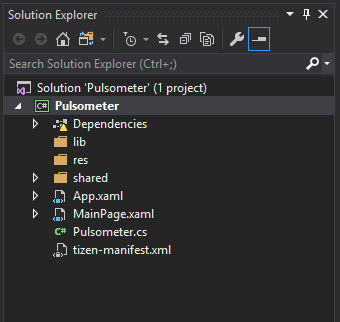 Solution Explorer
Search Solution Explorer (Ctrl+;)
Solution 'Pulsometer' (1 project)
C# Pulsometer
Dependencies
lib
res
shared
App.xaml
MainPage.xaml
C# Pulsometer.cs
tizen-manifest.xml